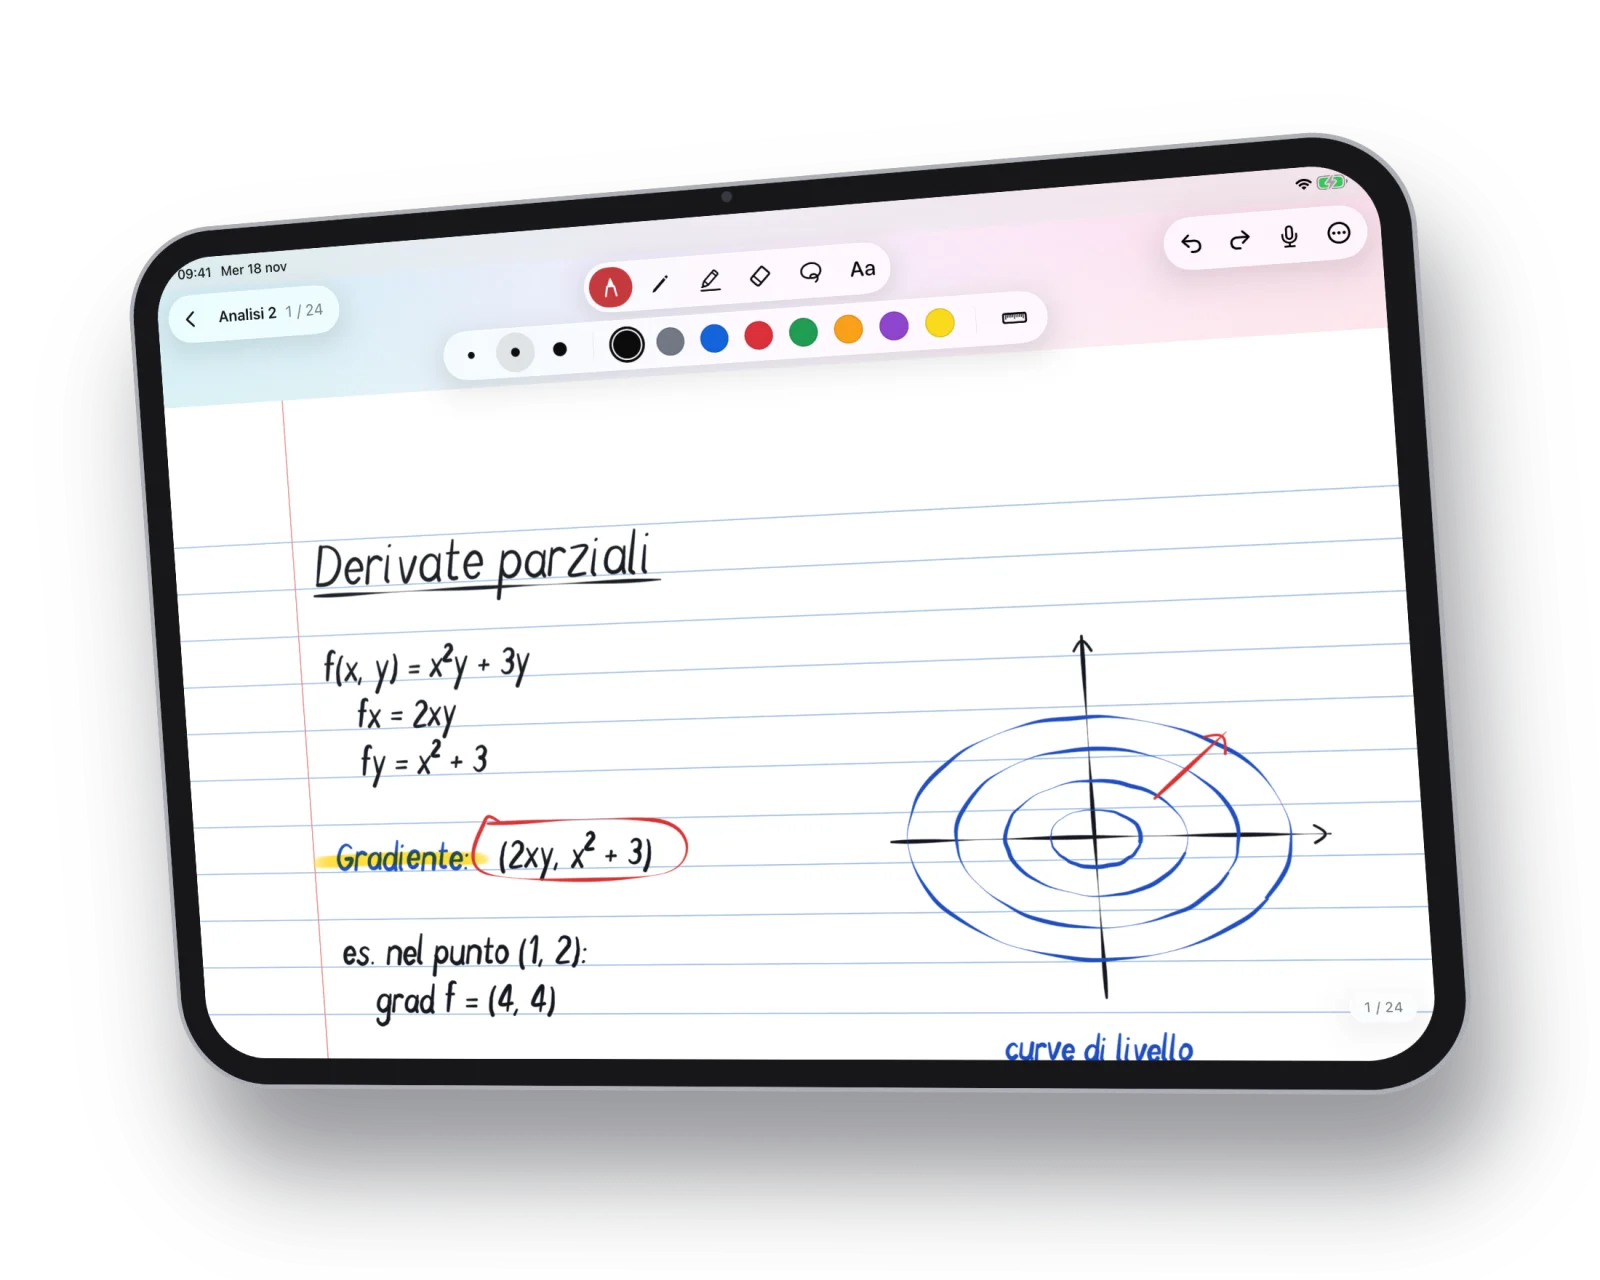 09:41 Mer 18 nov
Analisi 2 1 / 24
Aa
Derivate parziali
f(x, y) = x²y + 3y
fx = 2xy
fy = x² + 3
Gradiente: (2xy, x² + 3)
es. nel punto (1, 2):
grad f = (4, 4)
1 / 24
curve di livello